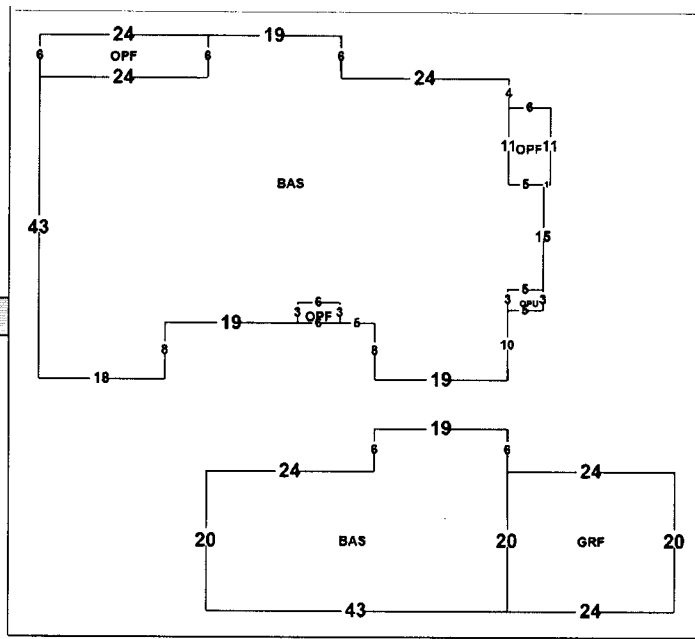 24 19
6 OPF 6 6
24 24
4
6
11 OPF 11
BAS
5 1
43
15
5
6 3 OPU 3
3 OPF 3 5
19 6 5
8 8 10
18 19
19
6 6
24 24
20 BAS 20 GRF 20
43 24